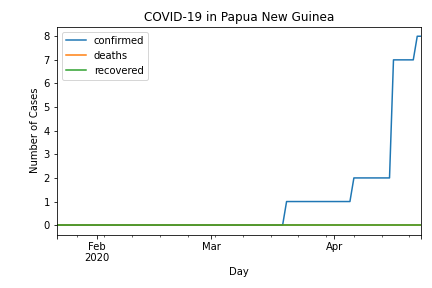 COVID-19 in Papua New Guinea
confirmed
deaths
recovered
Number of Cases
8
7
6
5
4
3
2
1
0
Feb
2020
Mar
Apr
Day